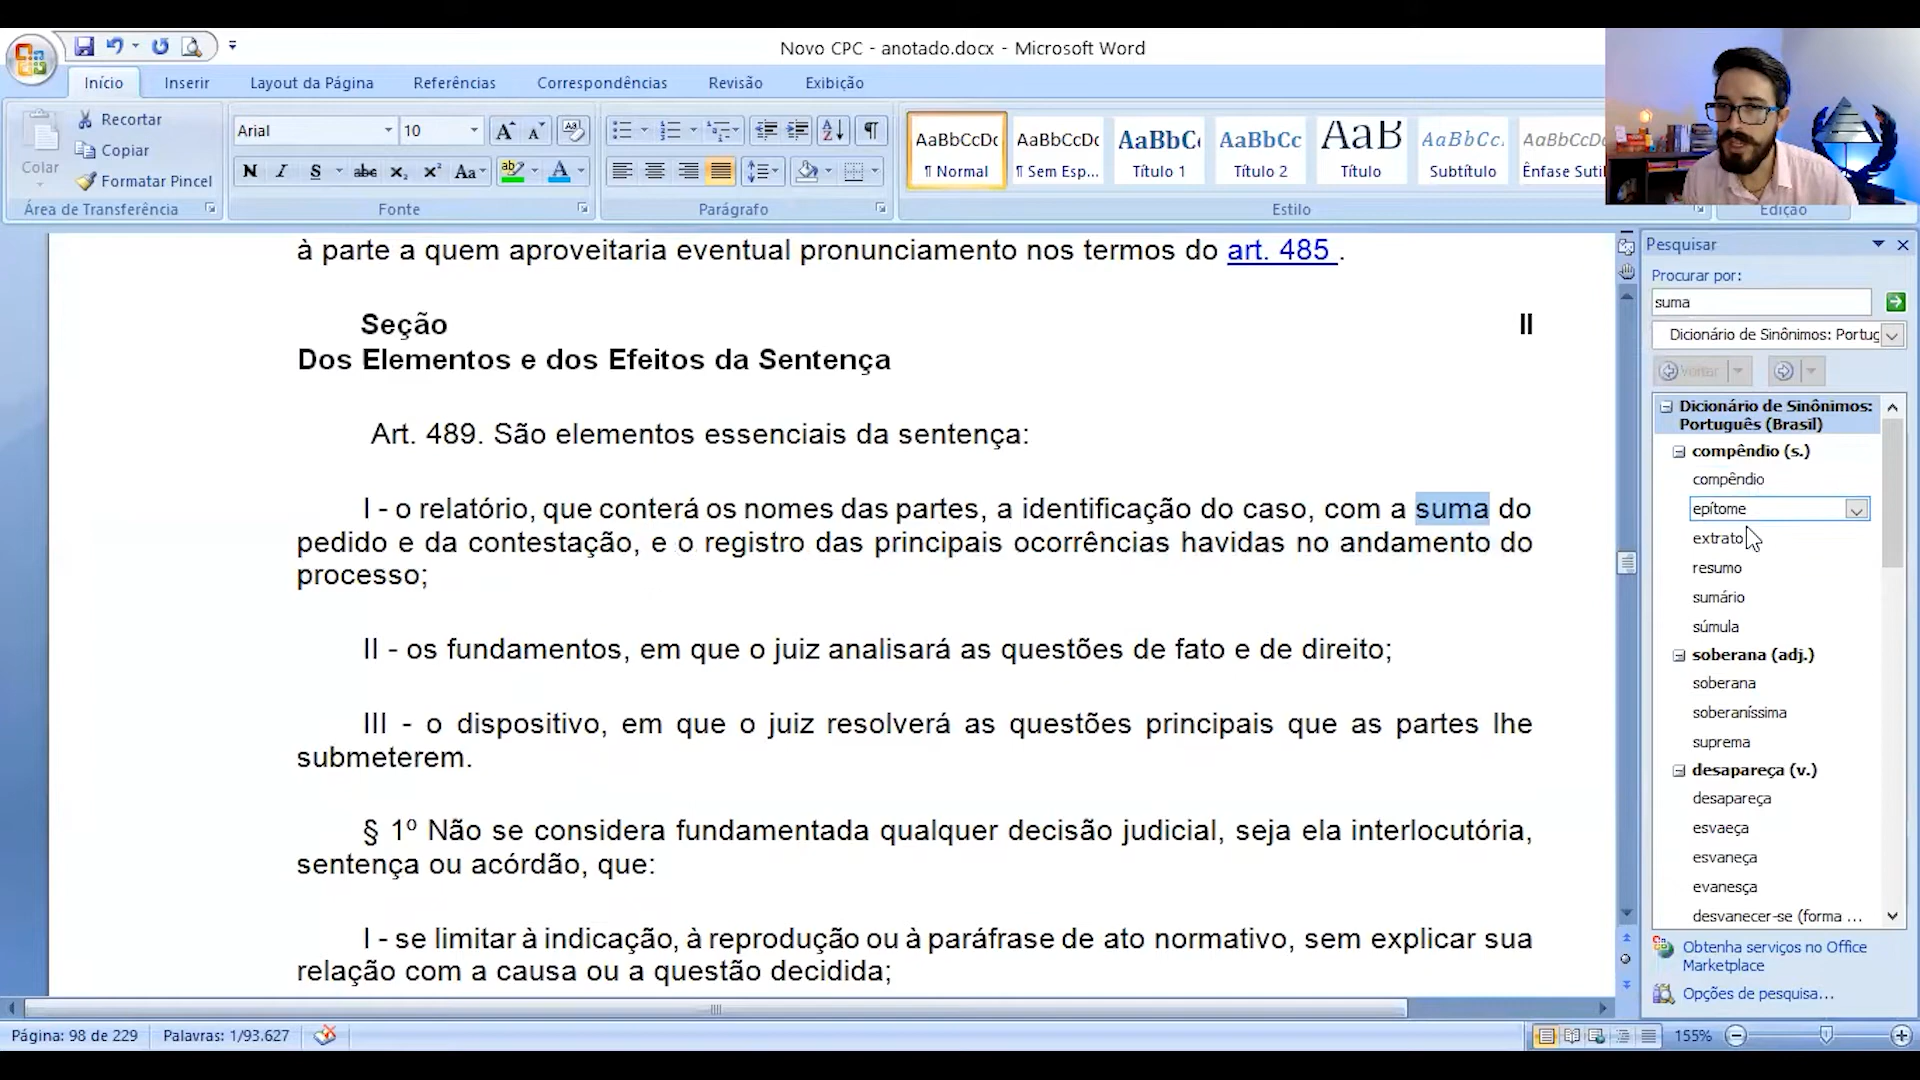 Novo CPC - anotado.docx - Microsoft Word
Início Inserir Layout da Página Referências Correspondências Revisão Exibição
Colar
Recortar
Copiar
Formatar Pincel
Área de Transferência
Arial 10
N I S abc x₂ x² Aa
ab A
Fonte
Parágrafo
AaBbCcDc AaBbCcDc AaBbC AaBbCc AaB AaBbCc. AaBbCcDc
¶ Normal ¶ Sem Esp... Título 1 Título 2 Título Subtítulo Ênfase Sutil
Estilo
Edição
à parte a quem aproveitaria eventual pronunciamento nos termos do art. 485 .
Seção II
Dos Elementos e dos Efeitos da Sentença
Art. 489. São elementos essenciais da sentença:
I - o relatório, que conterá os nomes das partes, a identificação do caso, com a suma do
pedido e da contestação, e o registro das principais ocorrências havidas no andamento do
processo;
II - os fundamentos, em que o juiz analisará as questões de fato e de direito;
III - o dispositivo, em que o juiz resolverá as questões principais que as partes lhe
submeterem.
§ 1º Não se considera fundamentada qualquer decisão judicial, seja ela interlocutória,
sentença ou acórdão, que:
I - se limitar à indicação, à reprodução ou à paráfrase de ato normativo, sem explicar sua
relação com a causa ou a questão decidida;
Pesquisar
Procurar por:
suma
Dicionário de Sinônimos: Portug
Voltar
Dicionário de Sinônimos:
Português (Brasil)
compêndio (s.)
compêndio
epítome
extrato
resumo
sumário
súmula
soberana (adj.)
soberana
soberaníssima
suprema
desapareça (v.)
desapareça
esvaeça
esvaneça
evanesça
desvanecer-se (forma ...
Obtenha serviços no Office
Marketplace
Opções de pesquisa...
Página: 98 de 229 Palavras: 1/93.627 155%